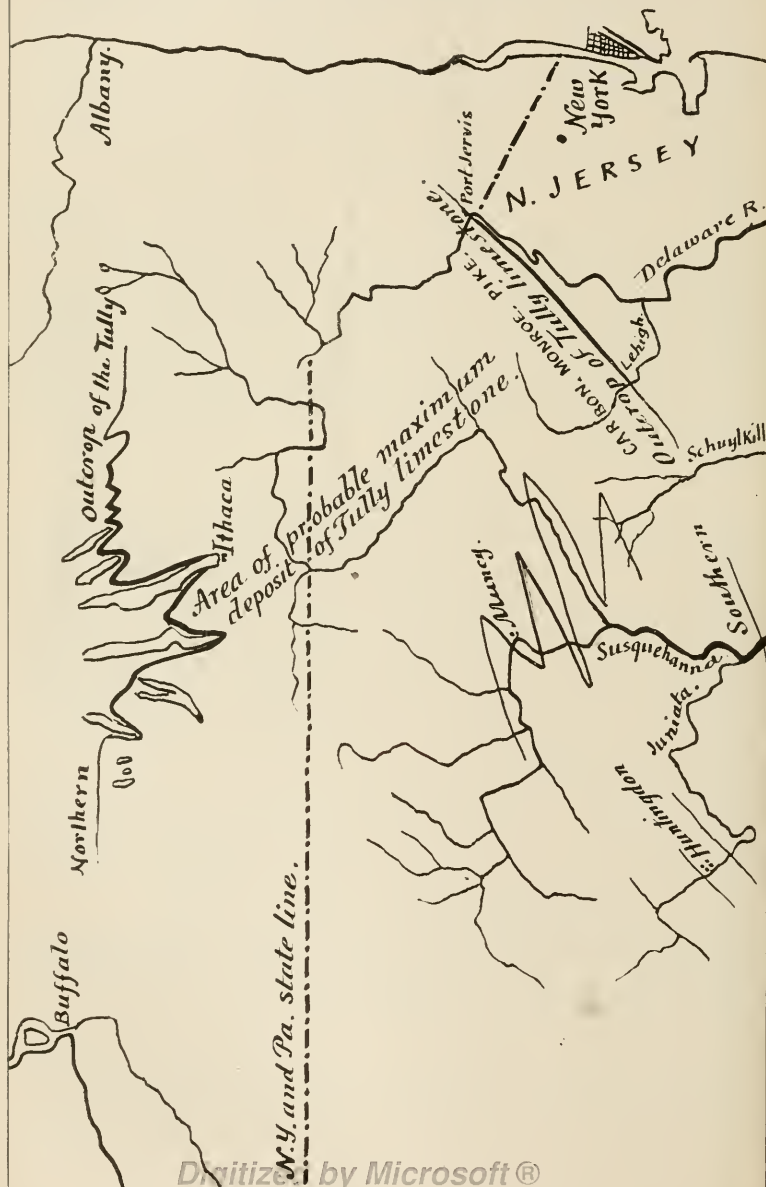 Albany.
Northern
Outcrop of the Tully
Buffalo
Ithaca
Area of probable maximum
deposit of Tully limestone.
N.Y. and Pa. state line.
Port Jervis
New
York
N. JERSEY
Delaware R.
CARBON, MONROE, PIKE.
Outcrop of Tully limestone.
Lehigh.
Schuylkill
Muncy.
Susquehanna
Southern
Juniata.
Huntingdon
Digitized by Microsoft ®